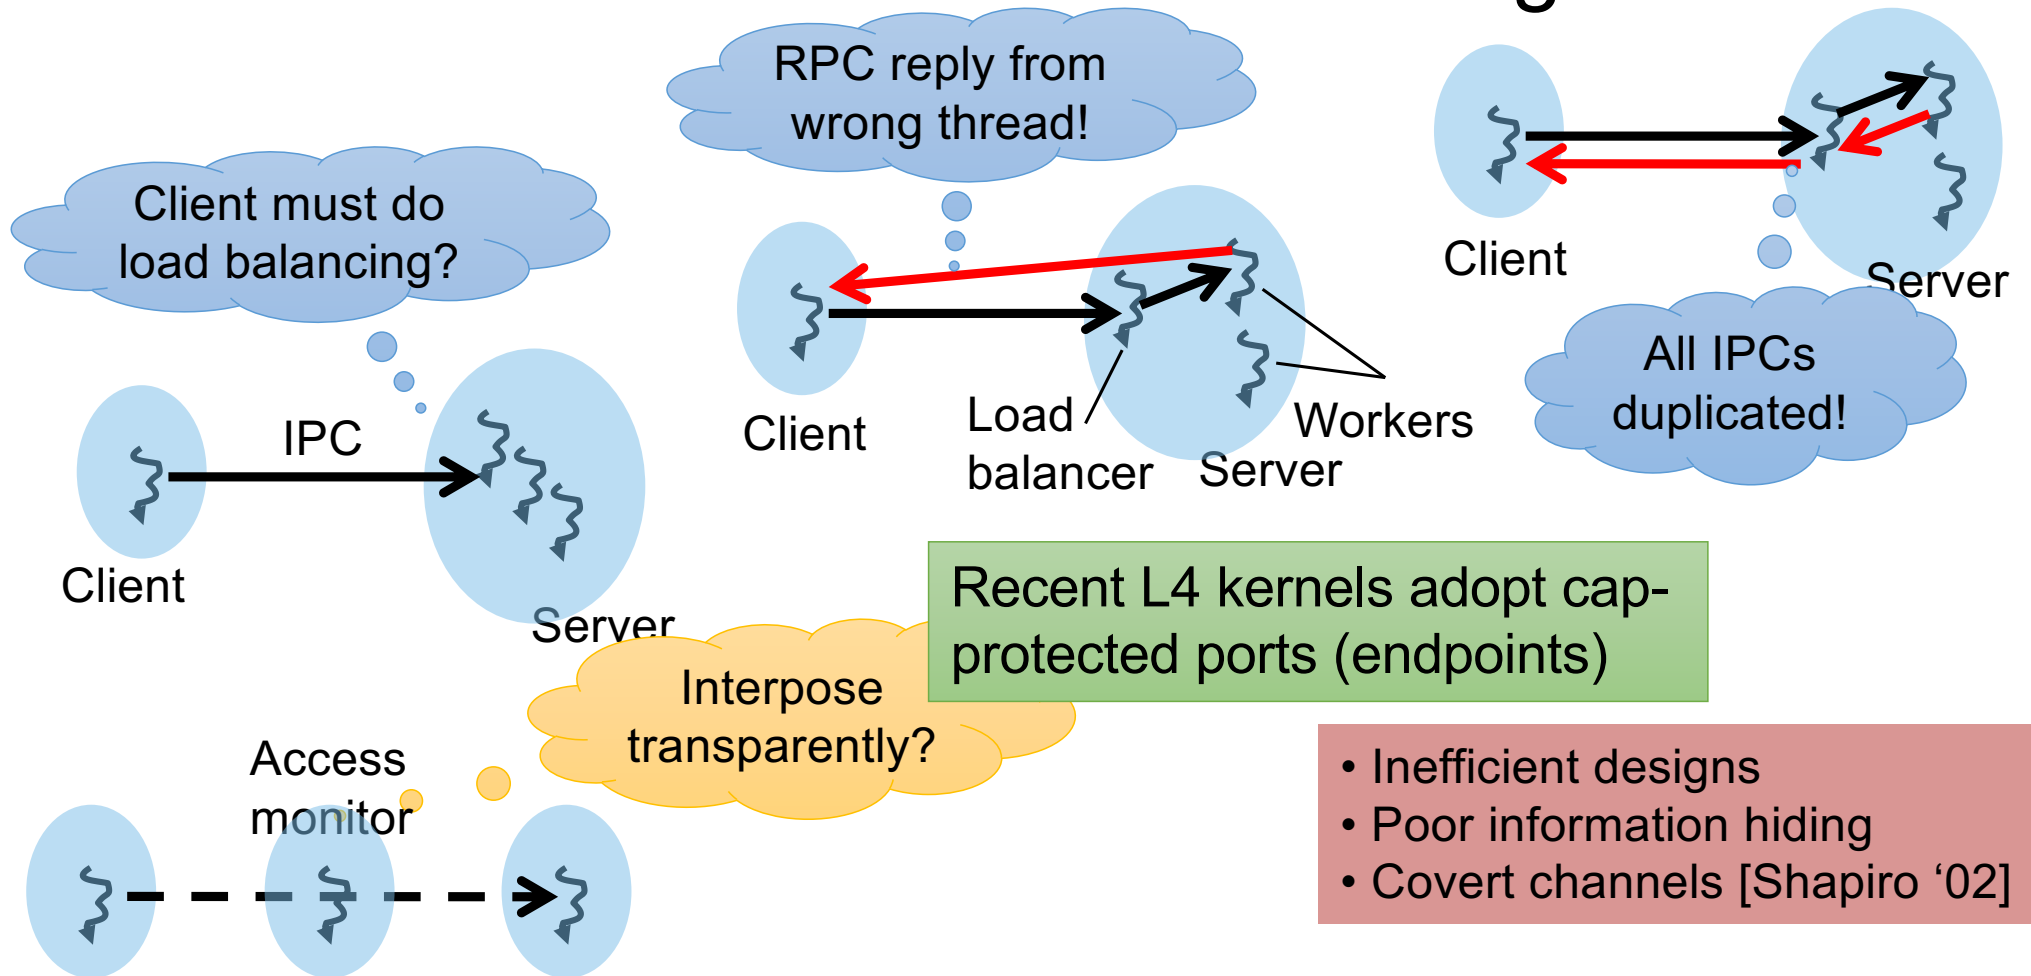 RPC reply from
wrong thread!
Client must do
load balancing?
Client
Server
All IPCs
duplicated!
IPC
Client
Server
Client
Load
balancer
Workers
Server
Recent L4 kernels adopt cap-
protected ports (endpoints)
Interpose
transparently?
Access
monitor
• Inefficient designs
• Poor information hiding
• Covert channels [Shapiro ‘02]